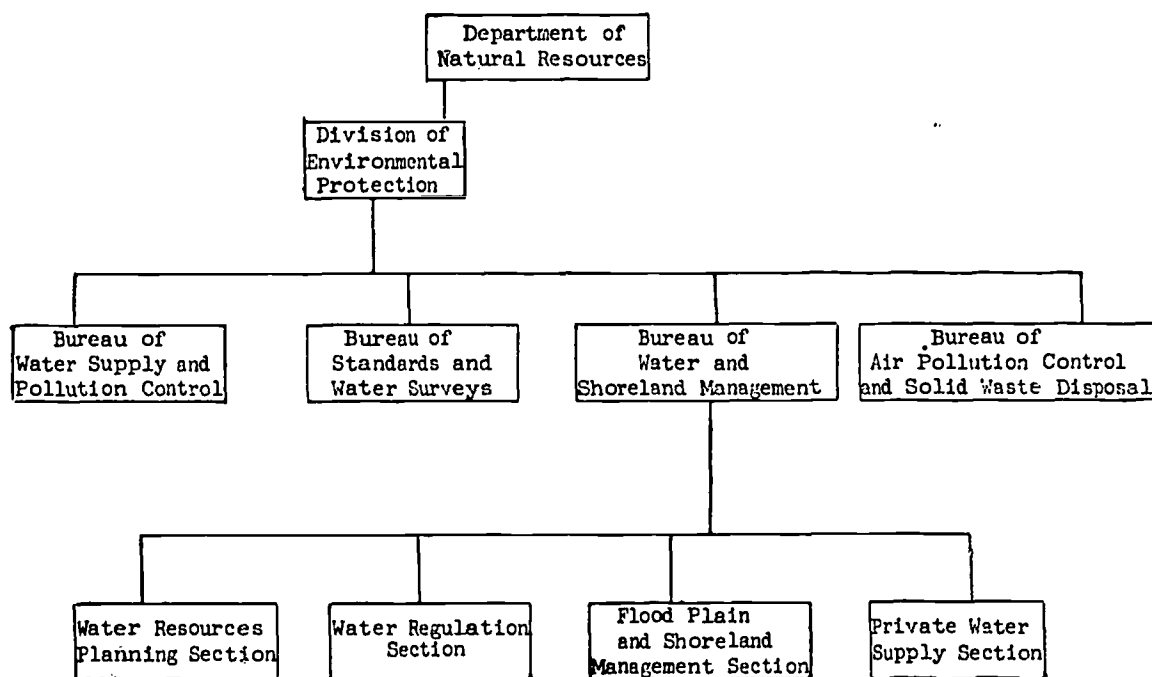 Department of
Natural Resources
Division of
Environmental
Protection
Bureau of
Water Supply and
Pollution Control
Bureau of
Standards and
Water Surveys
Bureau of
Water and
Shoreland Management
Bureau of
Air Pollution Control
and Solid Waste Disposal
Water Resources
Planning Section
Water Regulation
Section
Flood Plain
and Shoreland
Management Section
Private Water
Supply Section